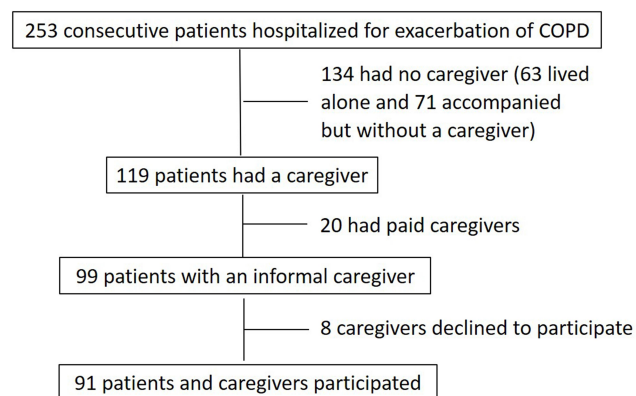 253 consecutive patients hospitalized for exacerbation of COPD
134 had no caregiver (63 lived
alone and 71 accompanied
but without a caregiver)
119 patients had a caregiver
20 had paid caregivers
99 patients with an informal caregiver
8 caregivers declined to participate
91 patients and caregivers participated